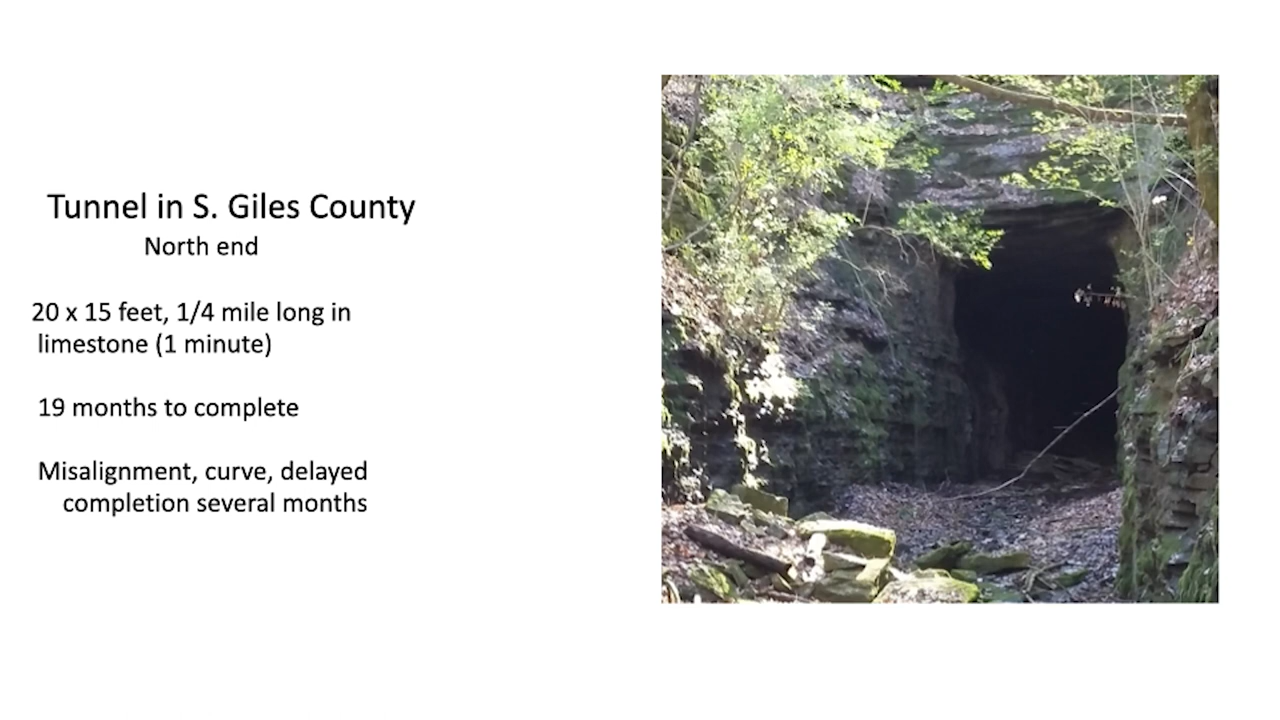 Tunnel in S. Giles County
North end
20 x 15 feet, 1/4 mile long in
limestone (1 minute)
19 months to complete
Misalignment, curve, delayed
completion several months